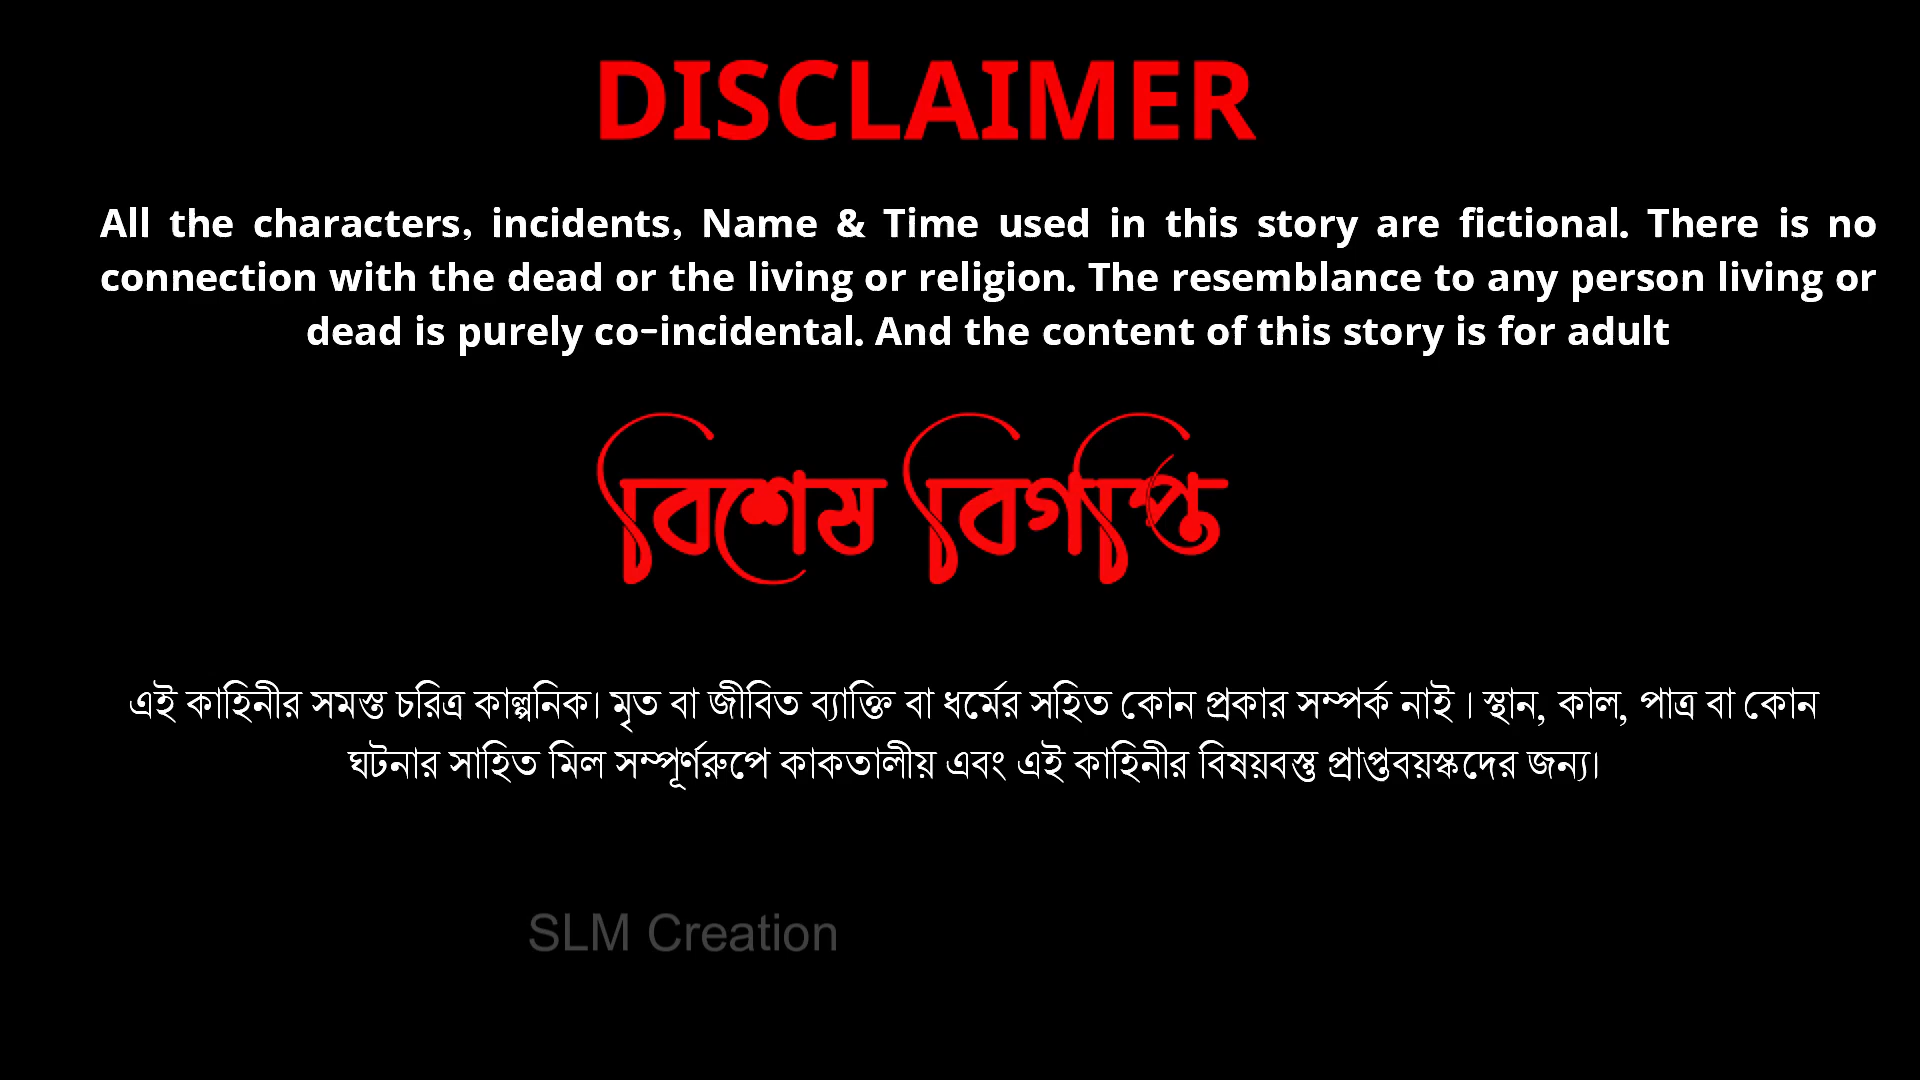 DISCLAIMER
All the characters, incidents, Name & Time used in this story are fictional. There is no
connection with the dead or the living or religion. The resemblance to any person living or
dead is purely co-incidental. And the content of this story is for adult
বিশেষ বিগপ্তি
এই কাহিনীর সমস্ত চরিত্র কাল্পনিক। মৃত বা জীবিত ব্যাক্তি বা ধর্মের সহিত কোন প্রকার সম্পর্ক নাই । স্থান, কাল, পাত্র বা কোন
ঘটনার সাহিত মিল সম্পূর্ণরুপে কাকতালীয় এবং এই কাহিনীর বিষয়বস্তু প্রাপ্তবয়স্কদের জন্য।
SLM Creation